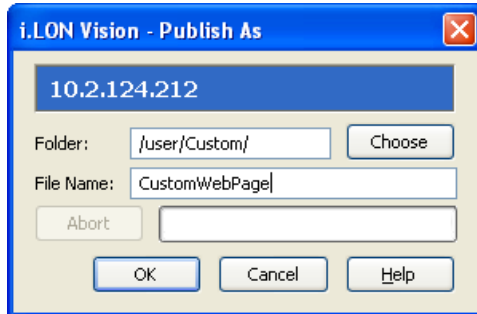 i.LON Vision - Publish As
10.2.124.212
Folder: /user/Custom/ Choose
File Name: CustomWebPage
Abort
OK Cancel Help